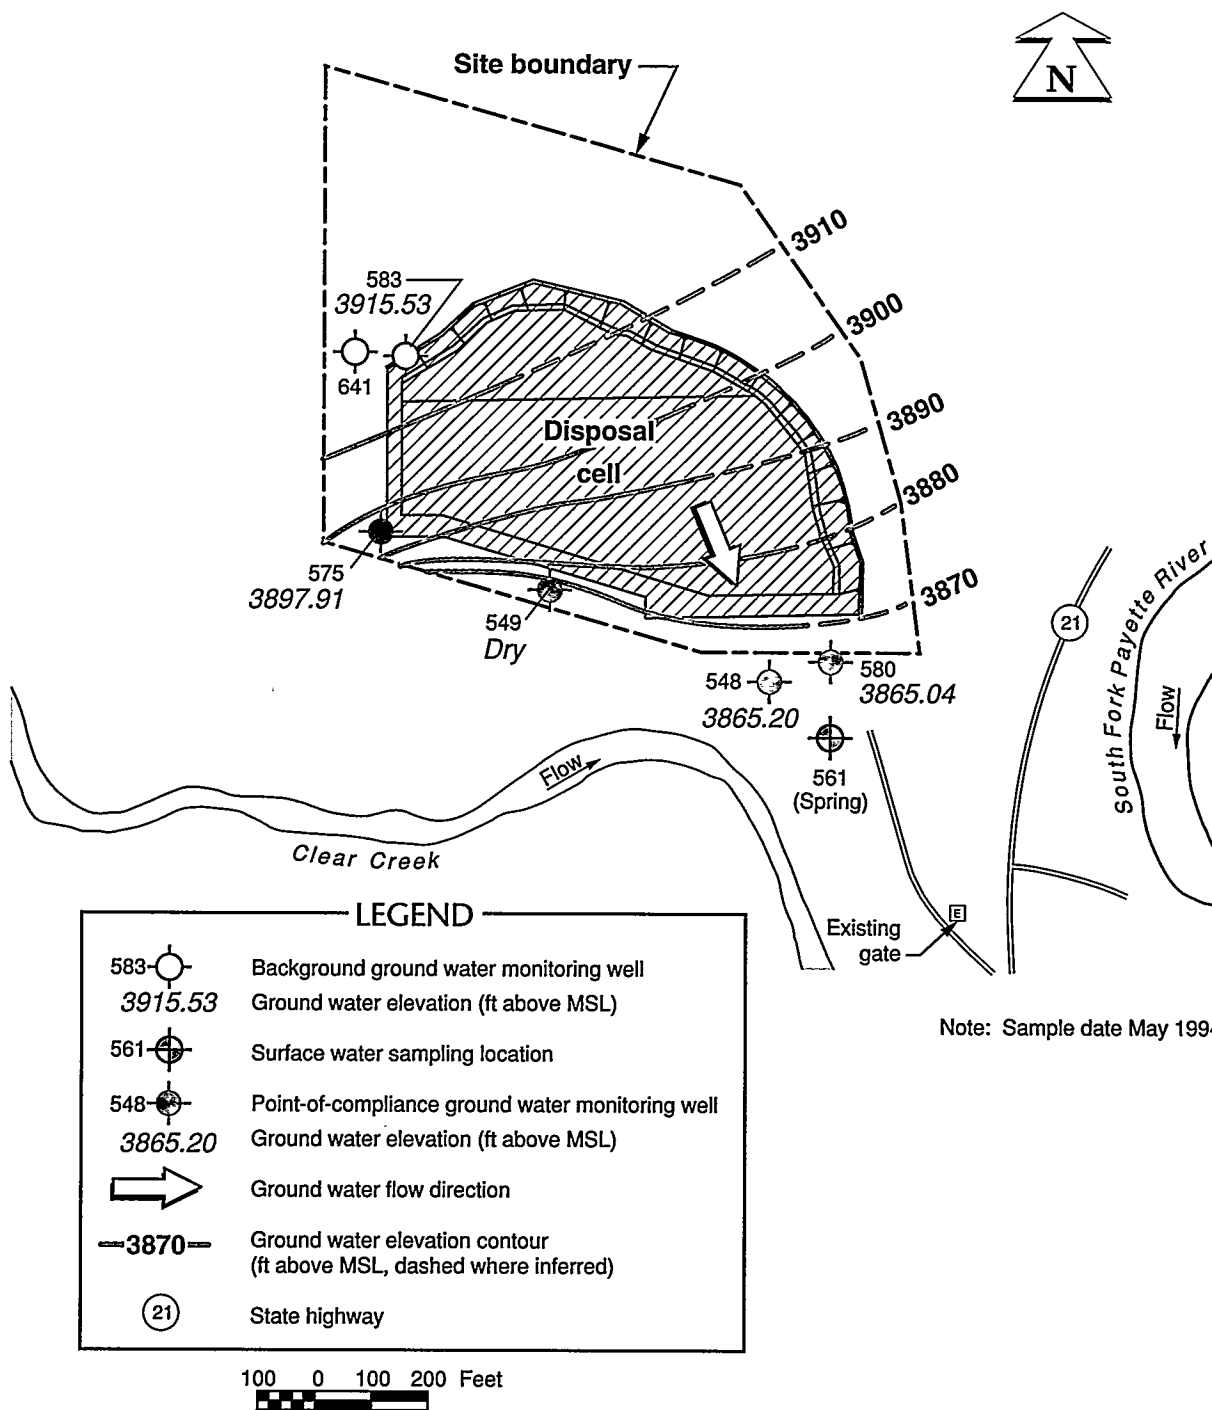 Site boundary
N
3910
583
3915.53
3900
641
3890
Disposal
cell
3880
575
3897.91
3870
549
Dry
21
South Fork Payette River
Flow
548
580
3865.04
3865.20
Flow
561
(Spring)
Clear Creek
Existing
gate
E
LEGEND
583 Background ground water monitoring well
3915.53 Ground water elevation (ft above MSL)
561 Surface water sampling location
548 Point-of-compliance ground water monitoring well
3865.20 Ground water elevation (ft above MSL)
Ground water flow direction
3870 Ground water elevation contour
(ft above MSL, dashed where inferred)
21 State highway
Note: Sample date May 1994
100 0 100 200 Feet